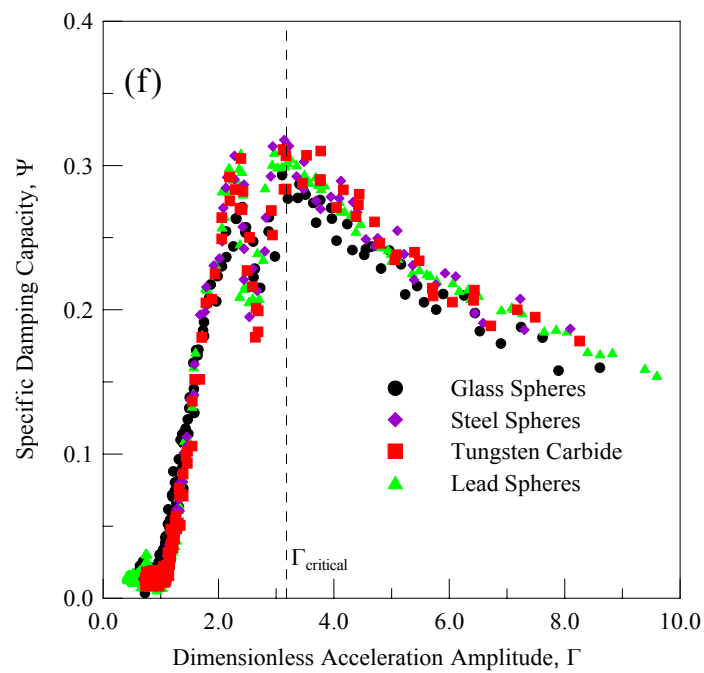 0.4
(f)
0.3
0.2
0.1
0.0
Specific Damping Capacity, Ψ
Glass Spheres
Steel Spheres
Tungsten Carbide
Lead Spheres
Γcritical
0.0 2.0 4.0 6.0 8.0 10.0
Dimensionless Acceleration Amplitude, Γ